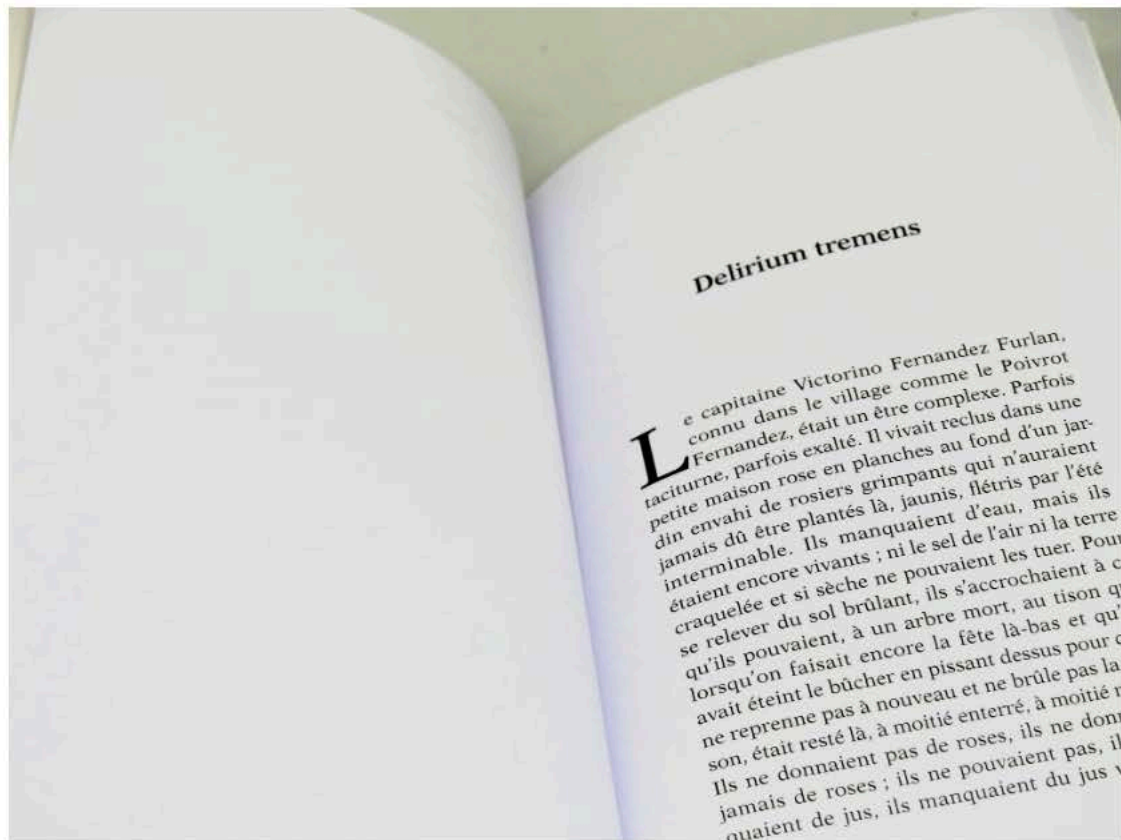 Delirium tremens
Le capitaine Victorino Fernandez Furlan,
connu dans le village comme le Poivrot
Fernandez, était un être complexe. Parfois
taciturne, parfois exalté. Il vivait reclus dans une
petite maison rose en planches au fond d'un jar-
din envahi de rosiers grimpants qui n'auraient
jamais dû être plantés là, jaunis, flétris par l'été
interminable. Ils manquaient d'eau, mais ils
étaient encore vivants ; ni le sel de l'air ni la terre
craquelée et si sèche ne pouvaient les tuer. Pour
se relever du sol brûlant, ils s'accrochaient à
qu'ils pouvaient, à un arbre mort, au tison
lorsqu'on faisait encore la fête là-bas et
avait éteint le bûcher en pissant dessus pour
ne reprenne pas à nouveau et ne brûle pas la
son, était resté là, à moitié enterré, à moitié
Ils ne donnaient pas de roses, ils ne
jamais de roses ; ils ne pouvaient pas,
quaient de jus, ils manquaient du jus